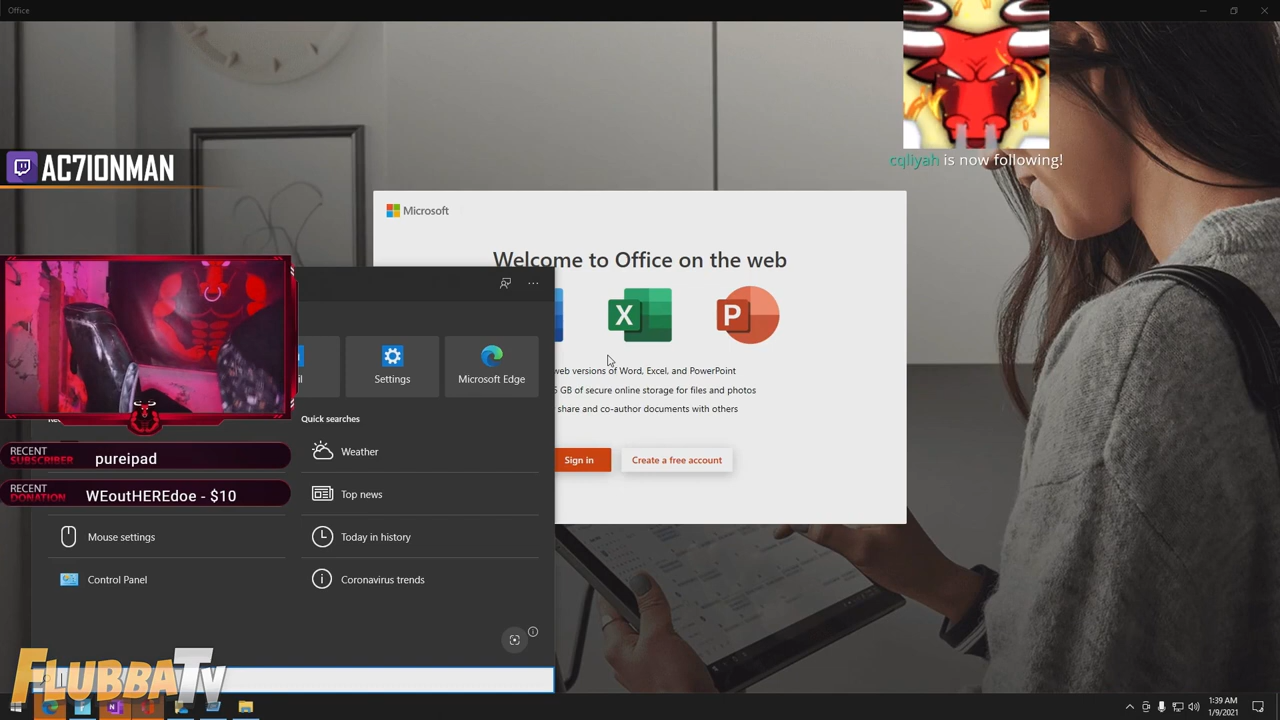 Office
AC7IONMAN
cqliyah is now following!
Microsoft
Welcome to Office on the web
X
P
web versions of Word, Excel, and PowerPoint
GB of secure online storage for files and photos
share and co-author documents with others
Sign in
Create a free account
Settings
Microsoft Edge
Quick searches
Weather
Top news
Today in history
Coronavirus trends
RECENT
SUBSCRIBER
pureipad
RECENT
DONATION
WEoutHEREdoe - $10
Mouse settings
Control Panel
FLUBBATV
1:39 AM
1/9/2021